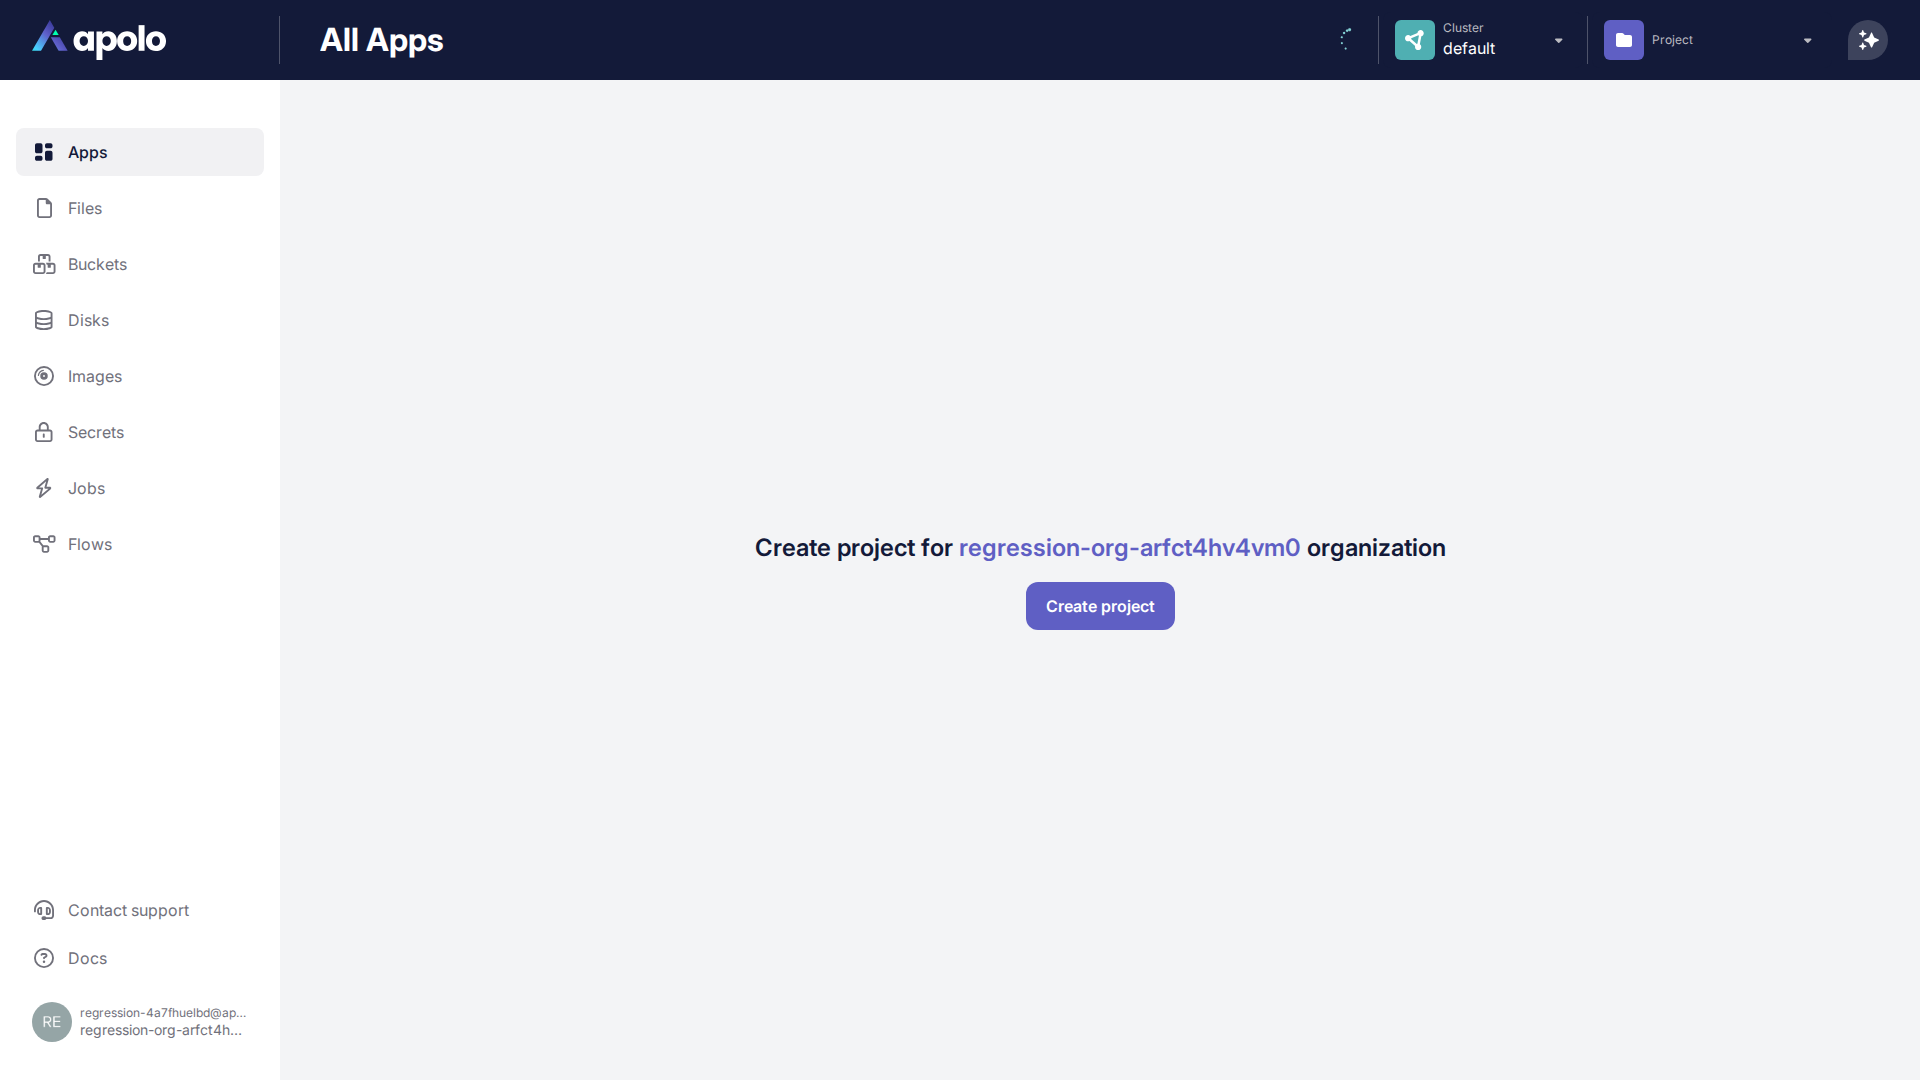 apolo
All Apps
Cluster
default
Project
Apps
Files
Buckets
Disks
Images
Secrets
Jobs
Flows
Create project for regression-org-arfct4hv4vm0 organization
Create project
Contact support
Docs
RE
regression-4a7fhuelbd@ap...
regression-org-arfct4h...